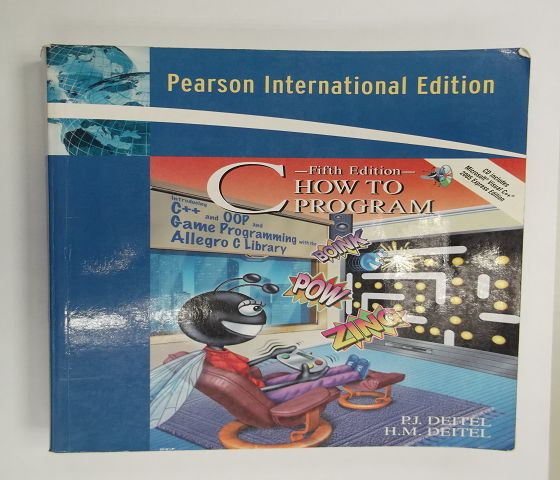 Pearson International Edition
C
—Fifth Edition—
HOW TO
PROGRAM
CD includes
Microsoft® Visual C++®
2005 Express Edition
Introducing
C++ and OOP and
Game Programming with the
Allegro C Library
BOINK
POW
ZING
P.J. DEITEL
H.M. DEITEL